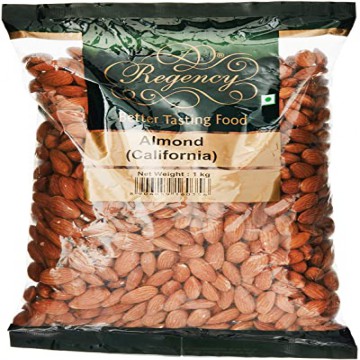 Regency®
Better Tasting Food
Almond
(California)
Net Weight : 1 kg